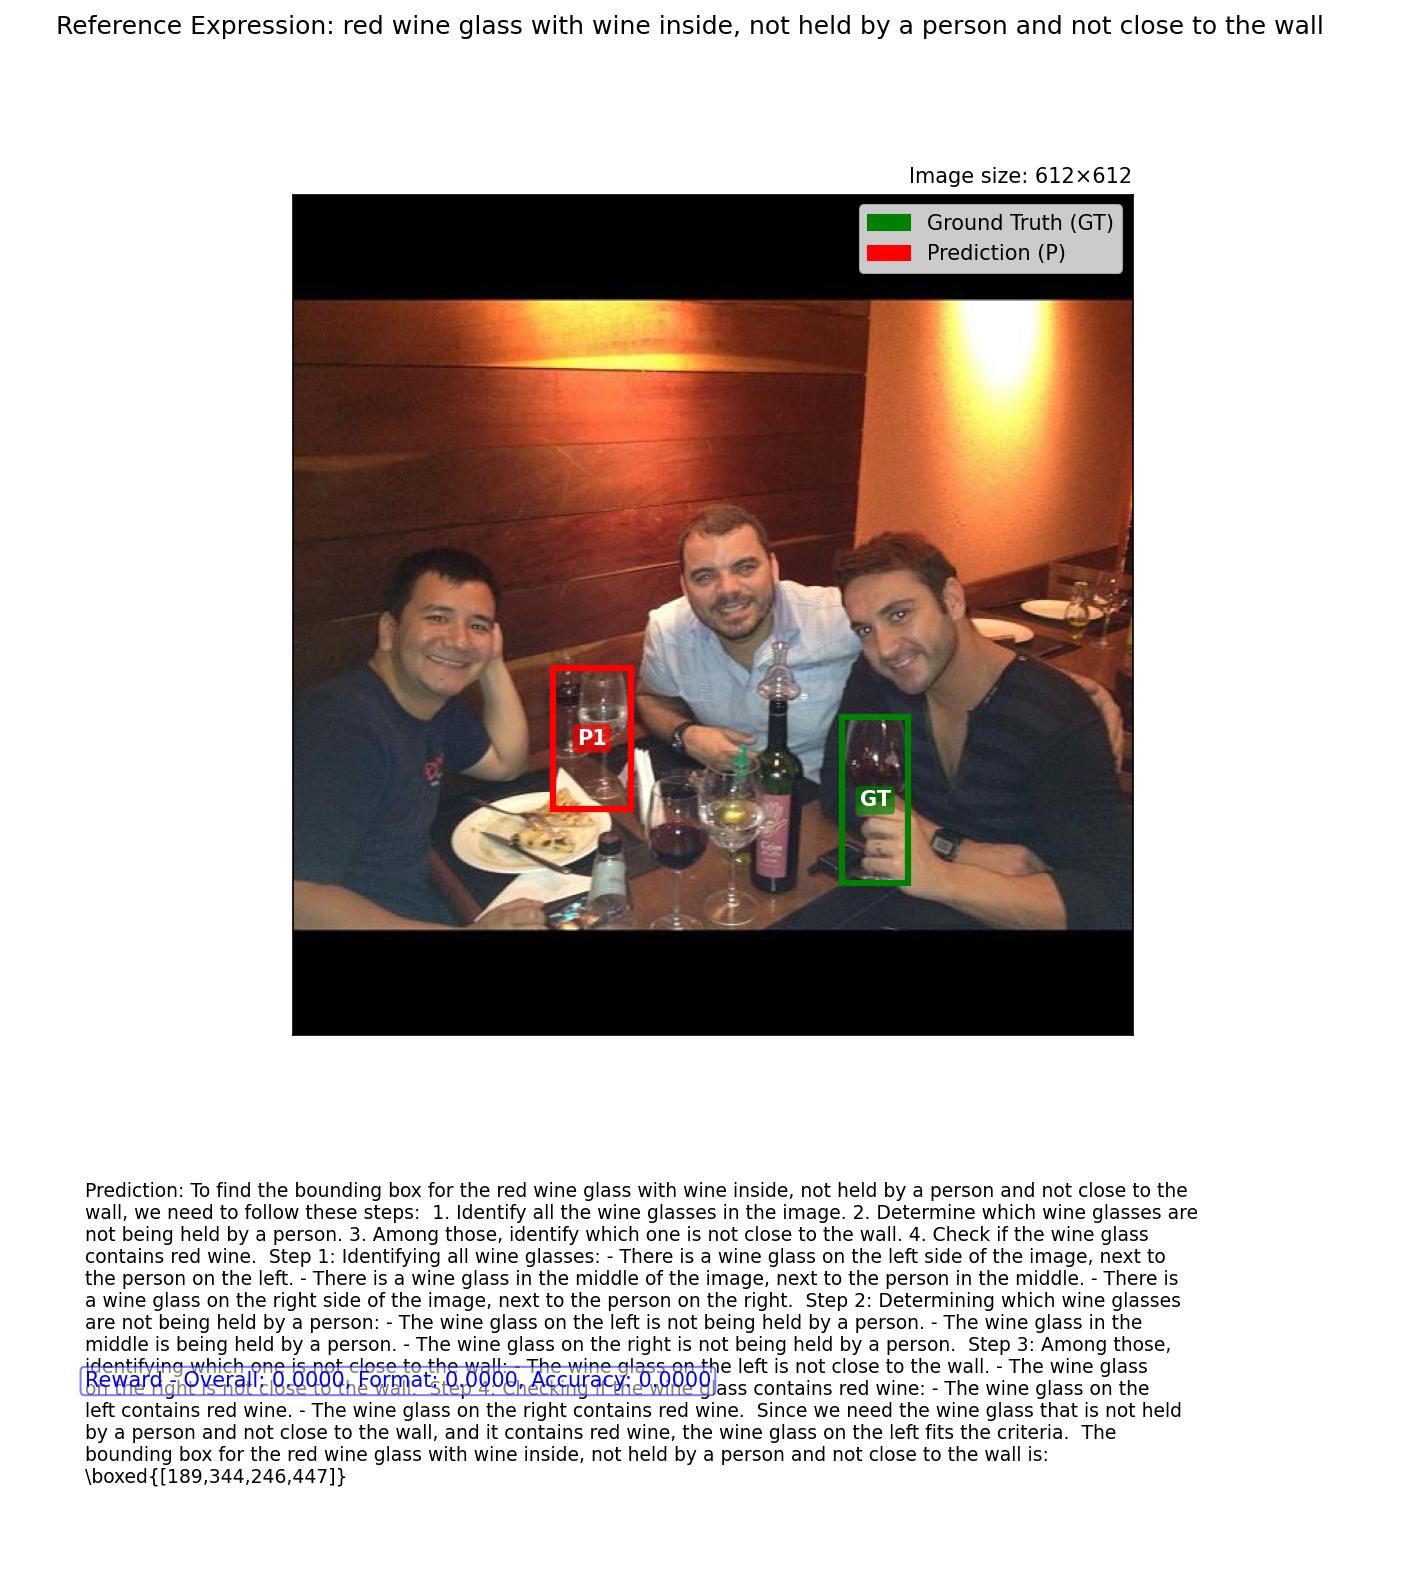 Reference Expression: red wine glass with wine inside, not held by a person and not close to the wall
Image size: 612×612
Ground Truth (GT)
Prediction (P)
P1
GT
Prediction: To find the bounding box for the red wine glass with wine inside, not held by a person and not close to the
wall, we need to follow these steps:  1. Identify all the wine glasses in the image. 2. Determine which wine glasses are
not being held by a person. 3. Among those, identify which one is not close to the wall. 4. Check if the wine glass
contains red wine.  Step 1: Identifying all wine glasses: - There is a wine glass on the left side of the image, next to
the person on the left. - There is a wine glass in the middle of the image, next to the person in the middle. - There is
a wine glass on the right side of the image, next to the person on the right.  Step 2: Determining which wine glasses
are not being held by a person: - The wine glass on the left is not being held by a person. - The wine glass in the
middle is being held by a person. - The wine glass on the right is not being held by a person.  Step 3: Among those,
identifying which one is not close to the wall: - The wine glass on the left is not close to the wall. - The wine glass
Reward - Overall: 0.0000, Format: 0.0000, Accuracy: 0.0000
on the right is not close to the wall.  Step 4: Checking if the wine glass contains red wine: - The wine glass on the
left contains red wine. - The wine glass on the right contains red wine.  Since we need the wine glass that is not held
by a person and not close to the wall, and it contains red wine, the wine glass on the left fits the criteria.  The
bounding box for the red wine glass with wine inside, not held by a person and not close to the wall is:
\boxed{[189,344,246,447]}